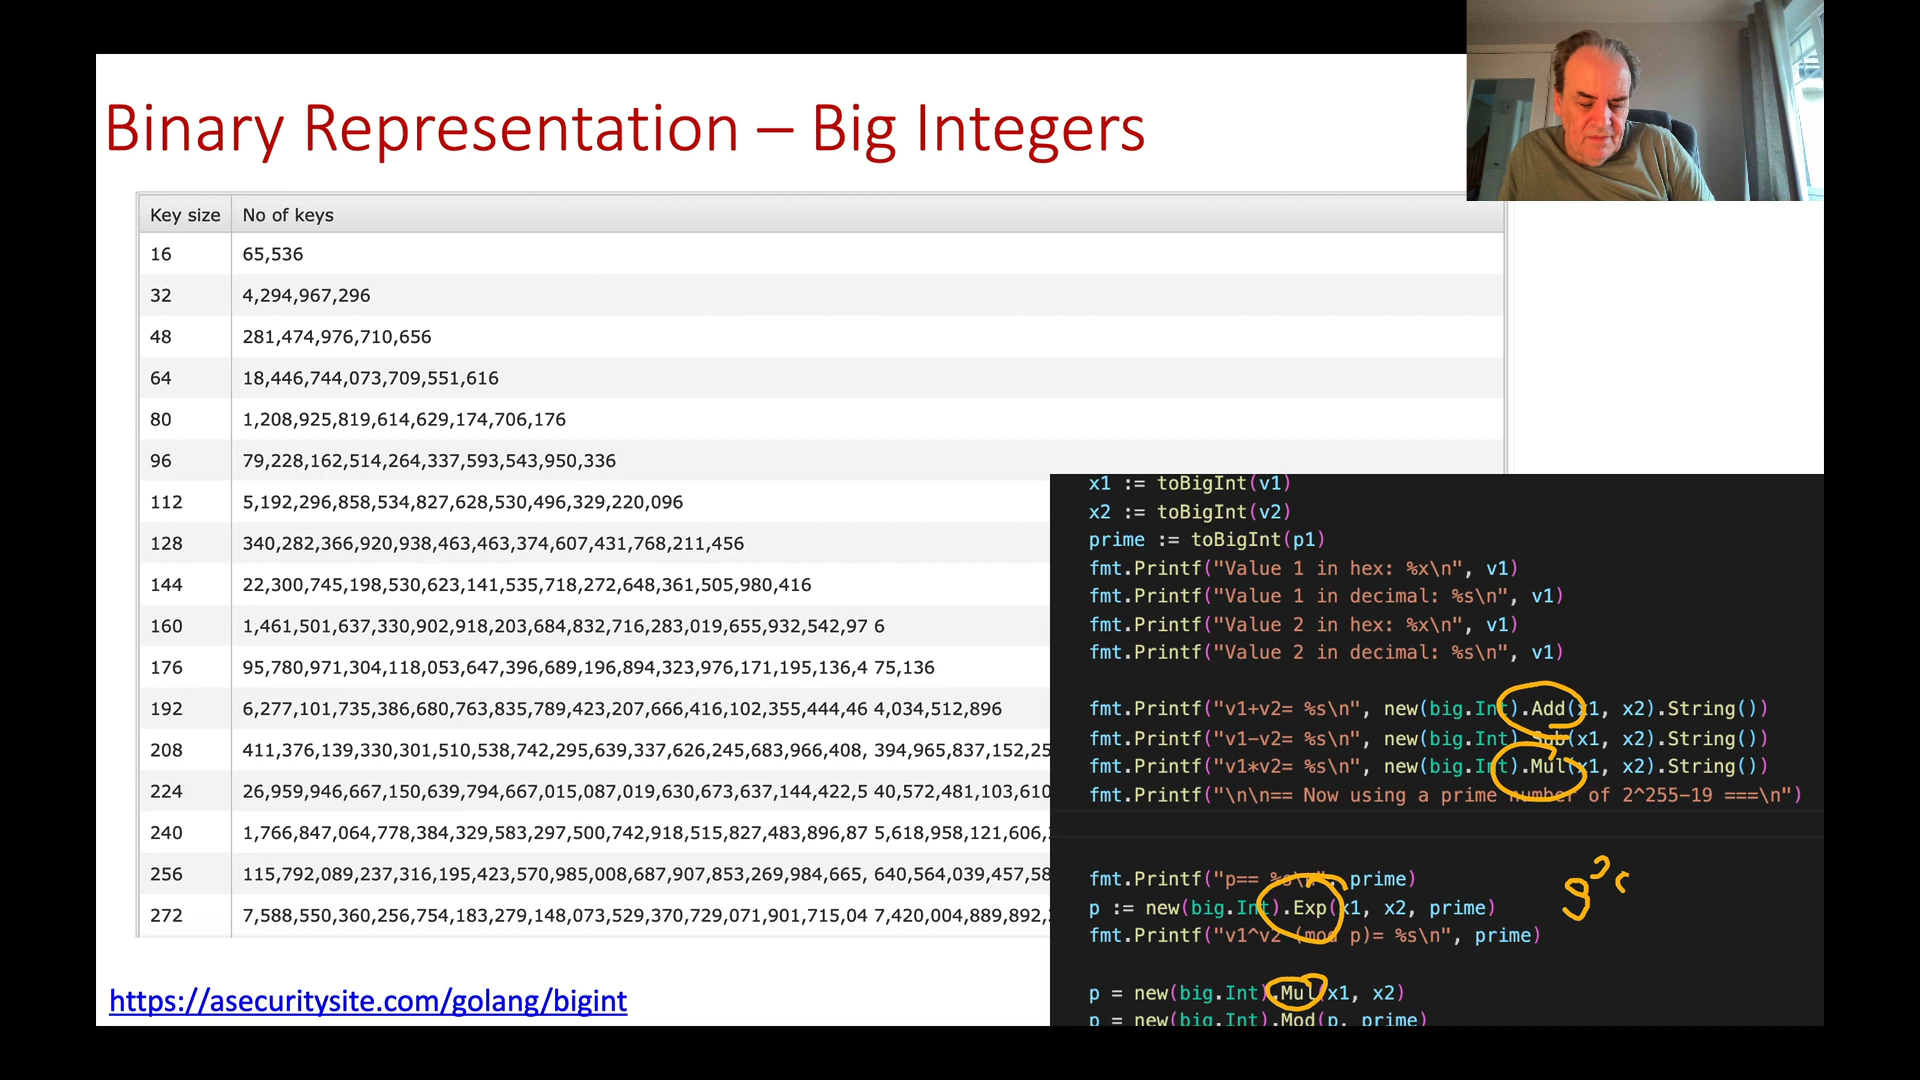 Binary Representation – Big Integers
Key size No of keys
16 65,536
32 4,294,967,296
48 281,474,976,710,656
64 18,446,744,073,709,551,616
80 1,208,925,819,614,629,174,706,176
96 79,228,162,514,264,337,593,543,950,336
112 5,192,296,858,534,827,628,530,496,329,220,096
128 340,282,366,920,938,463,463,374,607,431,768,211,456
144 22,300,745,198,530,623,141,535,718,272,648,361,505,980,416
160 1,461,501,637,330,902,918,203,684,832,716,283,019,655,932,542,97 6
176 95,780,971,304,118,053,647,396,689,196,894,323,976,171,195,136,4 75,136
192 6,277,101,735,386,680,763,835,789,423,207,666,416,102,355,444,46 4,034,512,896
208 411,376,139,330,301,510,538,742,295,639,337,626,245,683,966,408, 394,965,837,152,25
224 26,959,946,667,150,639,794,667,015,087,019,630,673,637,144,422,5 40,572,481,103,610
240 1,766,847,064,778,384,329,583,297,500,742,918,515,827,483,896,87 5,618,958,121,606,
256 115,792,089,237,316,195,423,570,985,008,687,907,853,269,984,665, 640,564,039,457,58
272 7,588,550,360,256,754,183,279,148,073,529,370,729,071,901,715,04 7,420,004,889,892,
x1 := toBigInt(v1)
x2 := toBigInt(v2)
prime := toBigInt(p1)
fmt.Printf("Value 1 in hex: %x\n", v1)
fmt.Printf("Value 1 in decimal: %s\n", v1)
fmt.Printf("Value 2 in hex: %x\n", v1)
fmt.Printf("Value 2 in decimal: %s\n", v1)
fmt.Printf("v1+v2= %s\n", new(big.Int).Add(x1, x2).String())
fmt.Printf("v1-v2= %s\n", new(big.Int).Sub(x1, x2).String())
fmt.Printf("v1*v2= %s\n", new(big.Int).Mul(x1, x2).String())
fmt.Printf("\n\n== Now using a prime number of 2^255-19 ===\n")
fmt.Printf("p== %s\n", prime)
p := new(big.Int).Exp(x1, x2, prime)
fmt.Printf("v1^v2 (mod p)= %s\n", prime)
p = new(big.Int).Mul(x1, x2)
p = new(big.Int).Mod(p, prime)
https://asecuritysite.com/golang/bigint